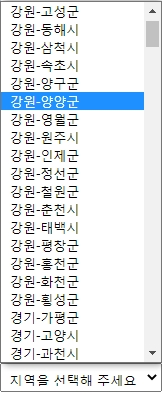 강원-고성군
강원-동해시
강원-삼척시
강원-속초시
강원-양구군
강원-양양군
강원-영월군
강원-원주시
강원-인제군
강원-정선군
강원-철원군
강원-춘천시
강원-태백시
강원-평창군
강원-홍천군
강원-화천군
강원-횡성군
경기-가평군
경기-고양시
경기-과천시
지역을 선택해 주세요